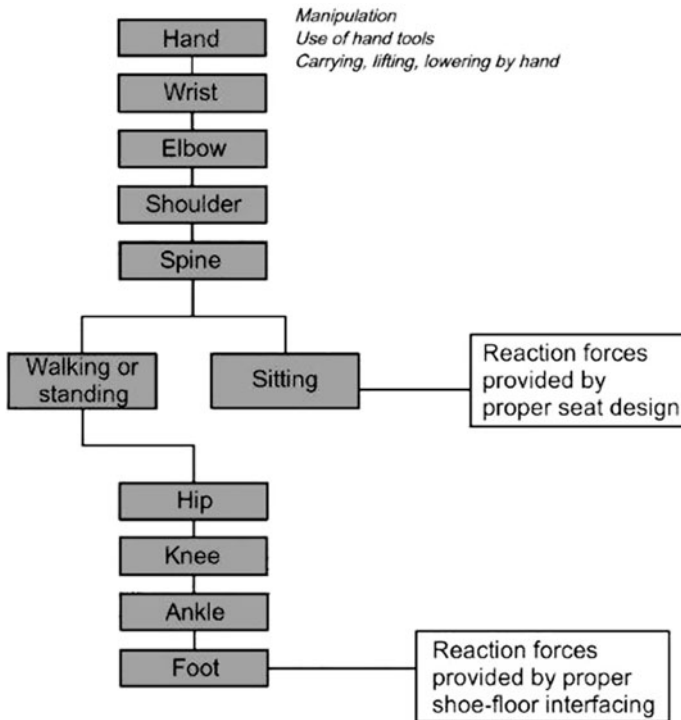 Hand
Manipulation
Use of hand tools
Carrying, lifting, lowering by hand
Wrist
Elbow
Shoulder
Spine
Walking or
standing
Sitting
Reaction forces
provided by
proper seat design
Hip
Knee
Ankle
Foot
Reaction forces
provided by proper
shoe-floor interfacing